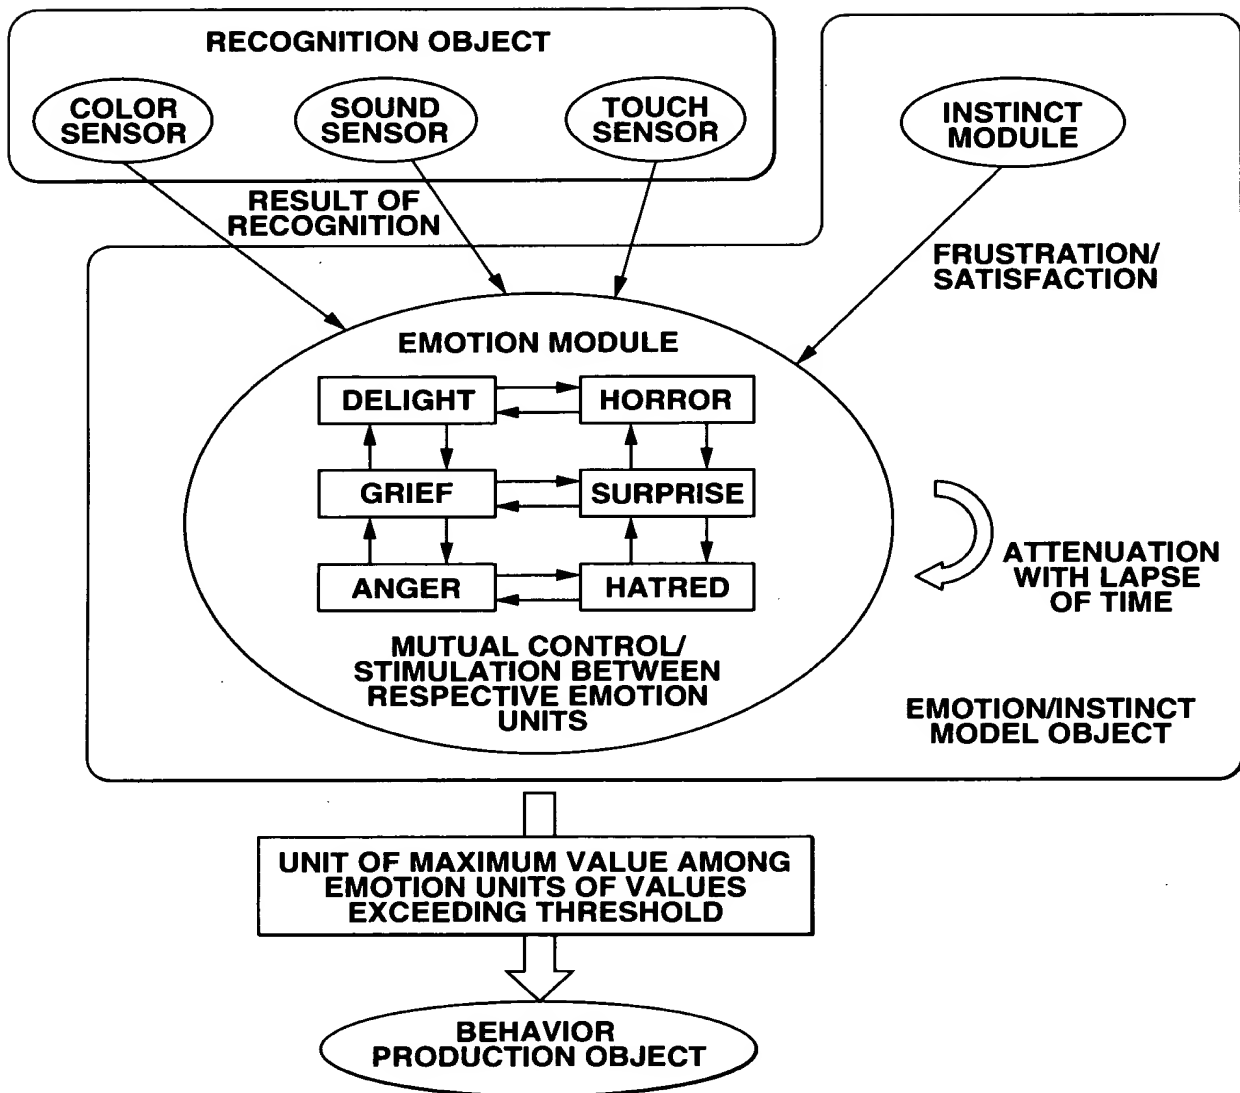 RECOGNITION OBJECT
COLOR
SENSOR
SOUND
SENSOR
TOUCH
SENSOR
INSTINCT
MODULE
RESULT OF
RECOGNITION
FRUSTRATION/
SATISFACTION
EMOTION MODULE
DELIGHT
HORROR
GRIEF
SURPRISE
ANGER
HATRED
MUTUAL CONTROL/
STIMULATION BETWEEN
RESPECTIVE EMOTION
UNITS
ATTENUATION
WITH LAPSE
OF TIME
EMOTION/INSTINCT
MODEL OBJECT
UNIT OF MAXIMUM VALUE AMONG
EMOTION UNITS OF VALUES
EXCEEDING THRESHOLD
BEHAVIOR
PRODUCTION OBJECT